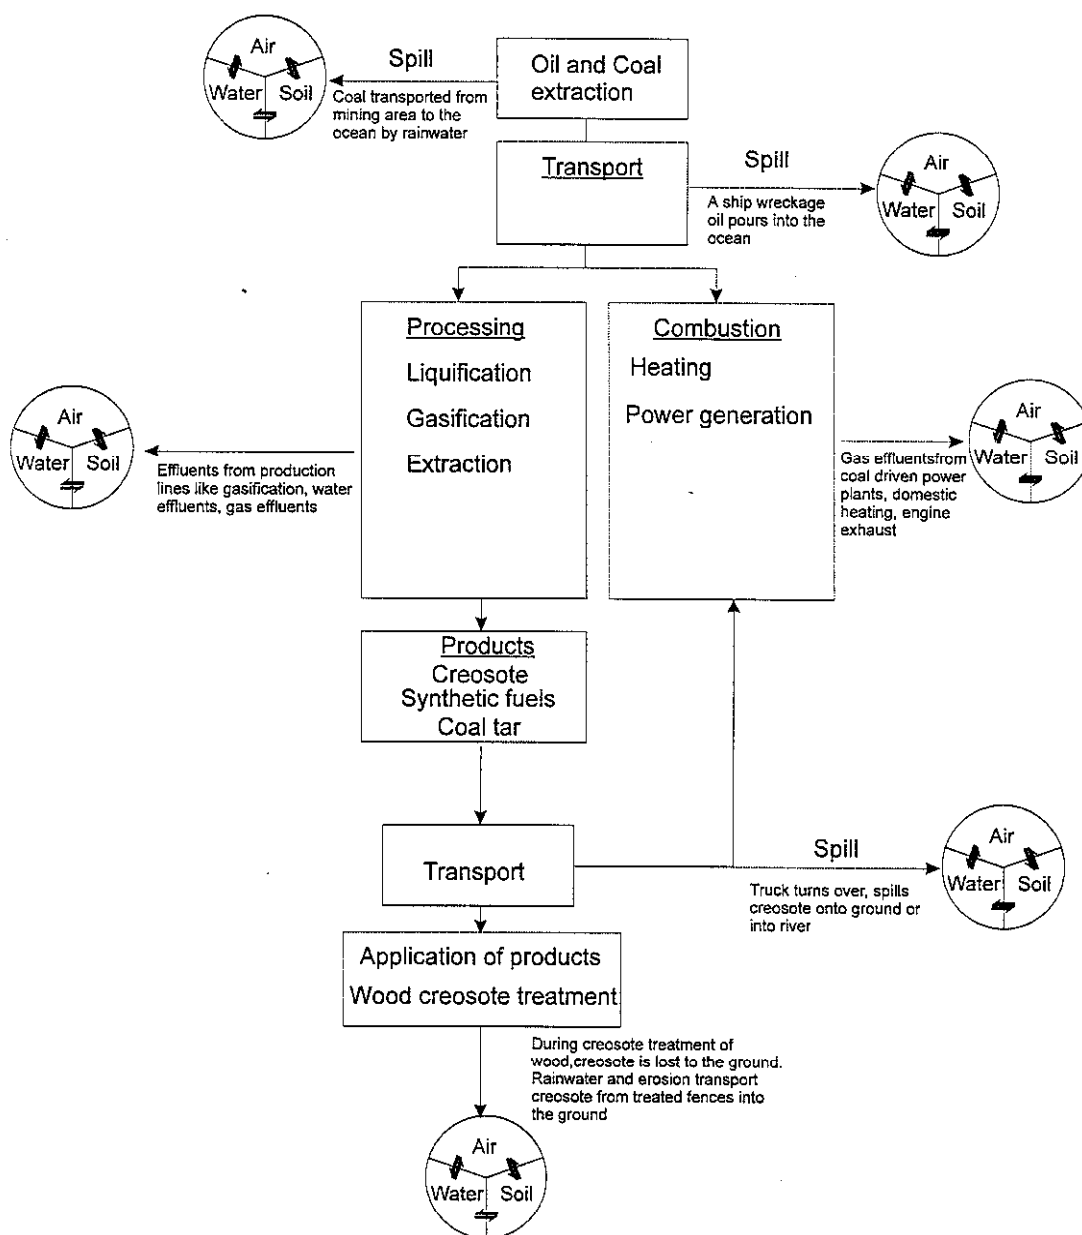 Air
Water
Soil
Spill
Coal transported from
mining area to the
ocean by rainwater
Oil and Coal
extraction
Transport
Spill
A ship wreckage
oil pours into the
ocean
Air
Water
Soil
Processing
Liquification
Gasification
Extraction
Combustion
Heating
Power generation
Air
Water
Soil
Effluents from production
lines like gasification, water
effluents, gas effluents
Gas effluentsfrom
coal driven power
plants, domestic
heating, engine
exhaust
Air
Water
Soil
Products
Creosote
Synthetic fuels
Coal tar
Transport
Spill
Truck turns over, spills
creosote onto ground or
into river
Air
Water
Soil
Application of products
Wood creosote treatment
During creosote treatment of
wood,creosote is lost to the ground.
Rainwater and erosion transport
creosote from treated fences into
the ground
Air
Water
Soil